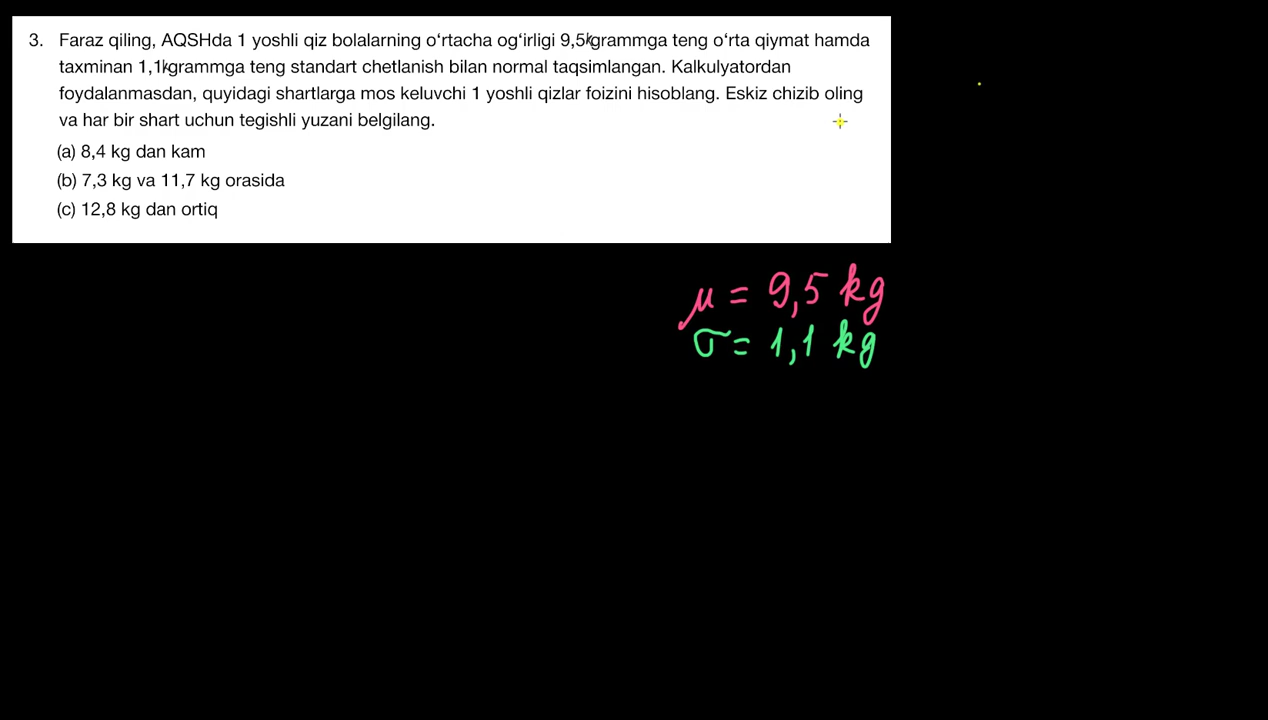 3. Faraz qiling, AQSHda 1 yoshli qiz bolalarning oʻrtacha ogʻirligi 9,5kgrammga teng oʻrta qiymat hamda
taxminan 1,1kgrammga teng standart chetlanish bilan normal taqsimlangan. Kalkulyatordan
foydalanmasdan, quyidagi shartlarga mos keluvchi 1 yoshli qizlar foizini hisoblang. Eskiz chizib oling
va har bir shart uchun tegishli yuzani belgilang.
(a) 8,4 kg dan kam
(b) 7,3 kg va 11,7 kg orasida
(c) 12,8 kg dan ortiq
μ = 9,5 kg
σ = 1,1 kg